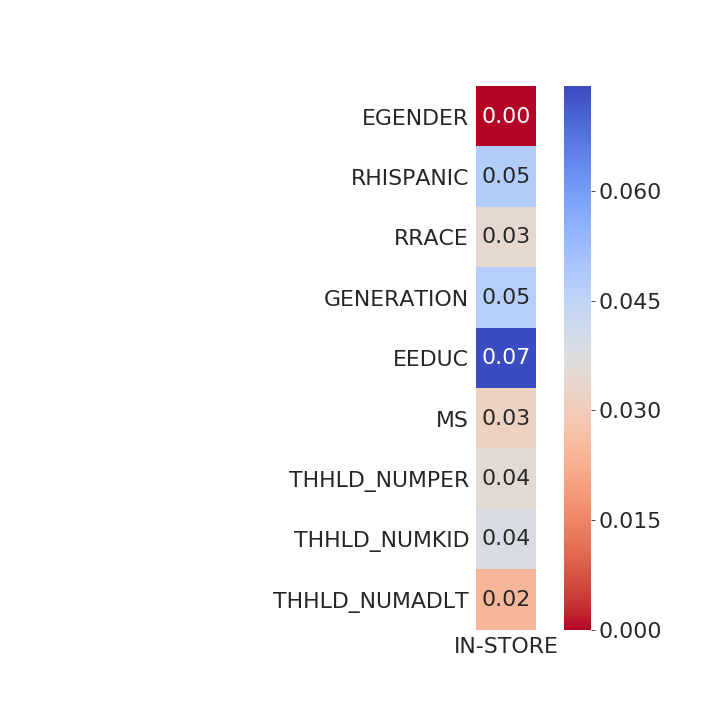 EGENDER 0.00
RHISPANIC 0.05 0.060
RRACE 0.03
GENERATION 0.05 0.045
EEDUC 0.07
MS 0.03 0.030
THHLD_NUMPER 0.04
0.015
THHLD_NUMKID 0.04
THHLD_NUMADLT 0.02
0.000
IN-STORE